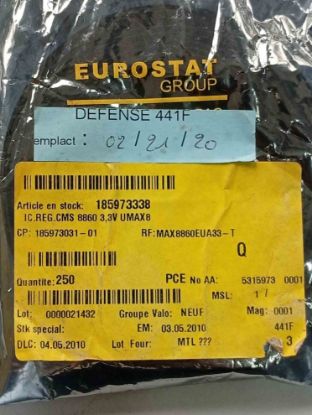 EUROSTAT
GROUP
DEFENSE 441F
emplact : 02/21/20
Article en stock: 185973338
IC.REG.CMS 8860 3,3V UMAX8
CP: 185973031-01 RF:MAX8860EUA33-T
Q
Quantite: 250 PCE No AA: 5315973 0001
MSL: 1 /
Lot: 0000021432 Groupe Valo: NEUF Mag: 0001
Stk special: EM: 03.05.2010 441F
DLC: 04.05.2010 Lot Four: MTL ??? 3